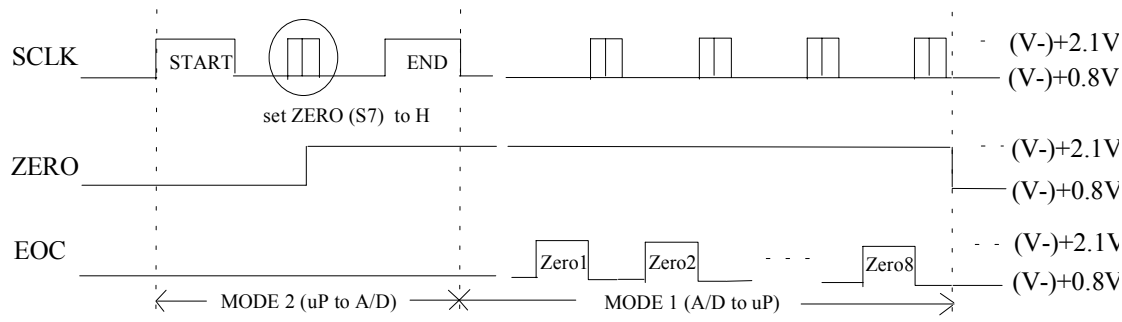 SCLK START END (V-)+2.1V
(V-)+0.8V
set ZERO (S7) to H
ZERO (V-)+2.1V
(V-)+0.8V
EOC Zero1 Zero2 Zero8 (V-)+2.1V
(V-)+0.8V
MODE 2 (uP to A/D) MODE 1 (A/D to uP)